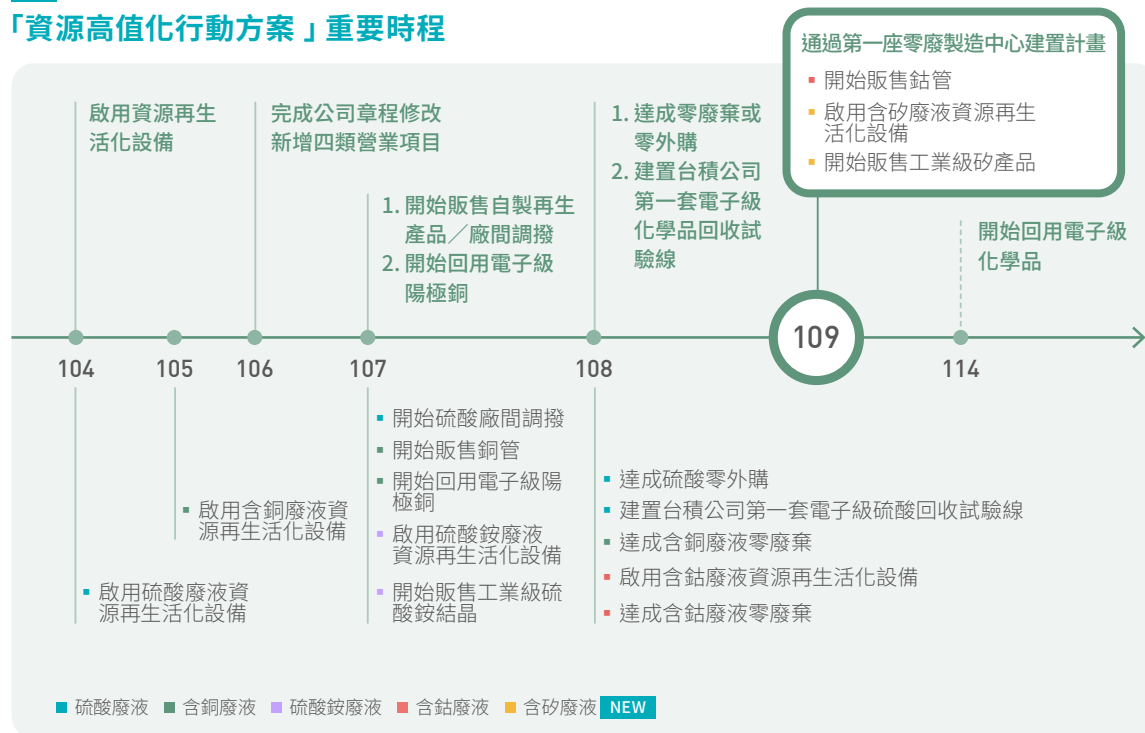 「資源高值化行動方案」重要時程
通過第一座零廢製造中心建置計畫
▪ 開始販售鈷管
▪ 啟用含矽廢液資源再生
活化設備
▪ 開始販售工業級矽產品
啟用資源再生
活化設備
完成公司章程修改
新增四類營業項目
1. 開始販售自製再生
產品／廠間調撥
2. 開始回用電子級
陽極銅
1. 達成零廢棄或
零外購
2. 建置台積公司
第一套電子級
化學品回收試
驗線
開始回用電子級
化學品
104
105
106
107
108
109
114
▪ 啟用硫酸廢液資
源再生活化設備
▪ 啟用含銅廢液資
源再生活化設備
▪ 開始硫酸廠間調撥
▪ 開始販售銅管
▪ 開始回用電子級陽
極銅
▪ 啟用硫酸銨廢液
資源再生活化設備
▪ 開始販售工業級硫
酸銨結晶
▪ 達成硫酸零外購
▪ 建置台積公司第一套電子級硫酸回收試驗線
▪ 達成含銅廢液零廢棄
▪ 啟用含鈷廢液資源再生活化設備
▪ 達成含鈷廢液零廢棄
■ 硫酸廢液 ■ 含銅廢液 ■ 硫酸銨廢液 ■ 含鈷廢液 ■ 含矽廢液 NEW